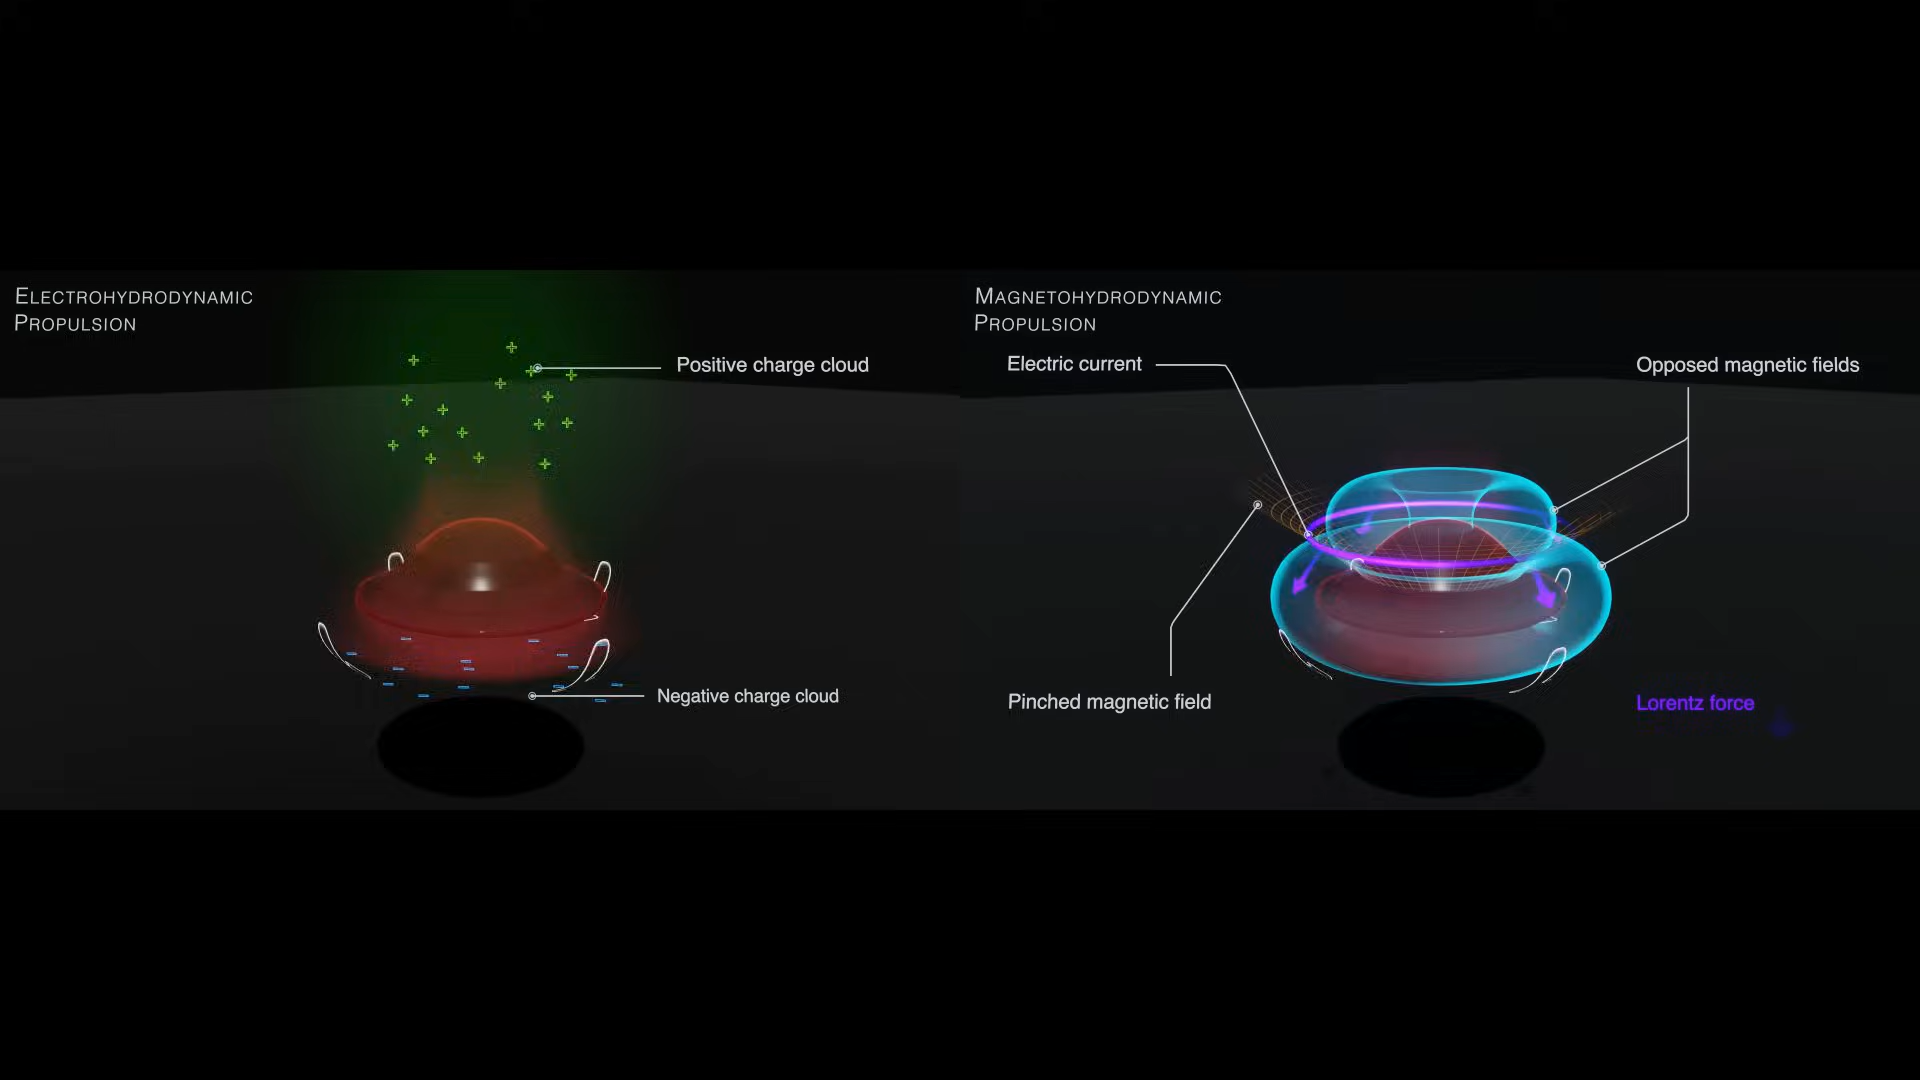 ELECTROHYDRODYNAMIC
PROPULSION
Positive charge cloud
Negative charge cloud
MAGNETOHYDRODYNAMIC
PROPULSION
Electric current
Opposed magnetic fields
Pinched magnetic field
Lorentz force